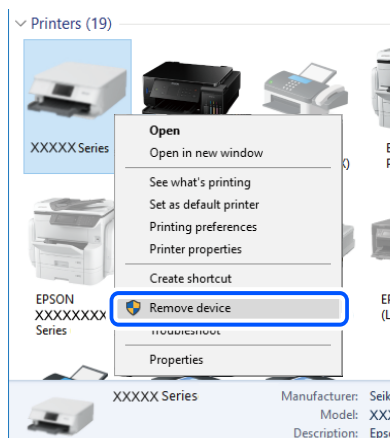 Printers (19)
XXXXX Series
Open
Open in new window
See what's printing
Set as default printer
Printing preferences
Printer properties
Create shortcut
Remove device
Troubleshoot
Properties
EPSON
XXXXXXXX
Series
XXXXX Series
Manufacturer:
Model:
Description: